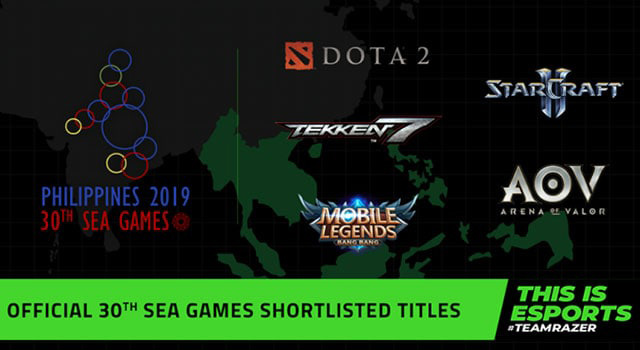 PHILIPPINES 2019
30TH SEA GAMES
DOTA 2
STARCRAFT
II
TEKKEN 7
TM
AOV
ARENA OF VALOR
MOBILE
LEGENDS
BANG BANG
OFFICIAL 30TH SEA GAMES SHORTLISTED TITLES
THIS IS
ESPORTS
#TEAMRAZER